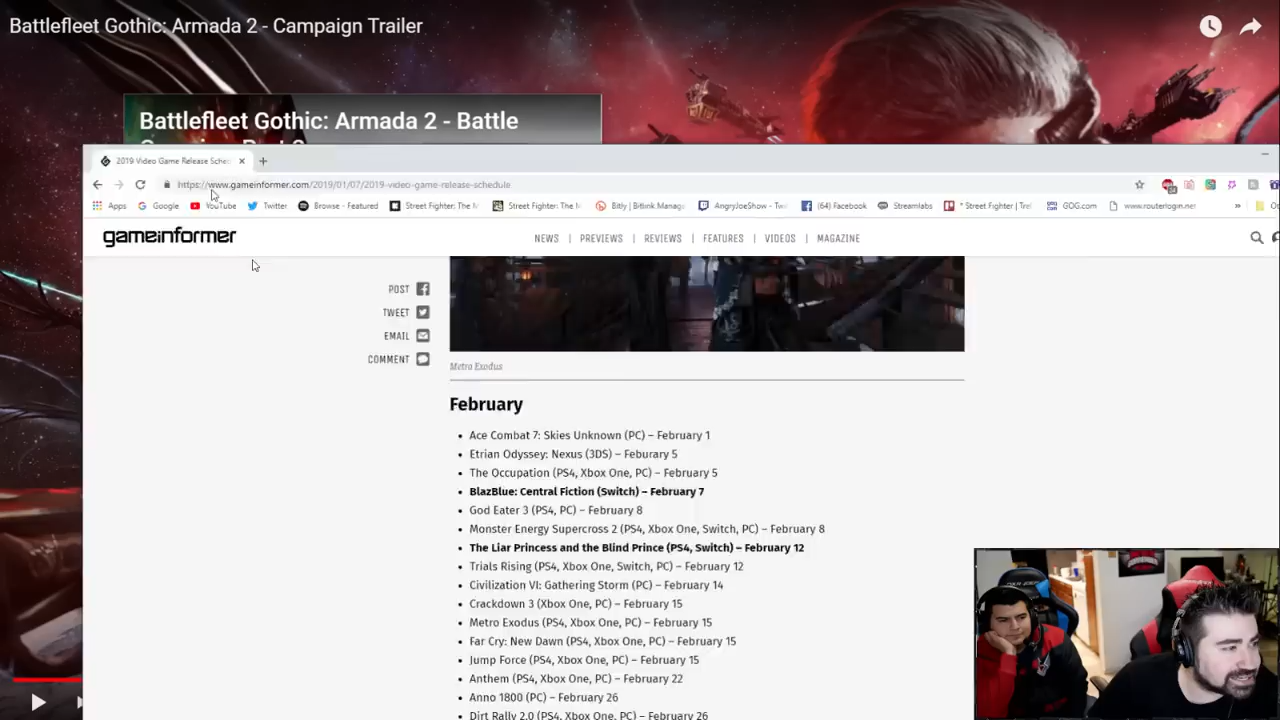 Battlefleet Gothic: Armada 2 - Campaign Trailer
Battlefleet Gothic: Armada 2 - Battle
2019 Video Game Release Sche
https://www.gameinformer.com/2019/01/07/2019-video-game-release-schedule
Apps Google YouTube Twitter Browse - Featured Street Fighter: The M Street Fighter: The M Bitly | Bitlink Manage AngryJoeShow - Tw (64) Facebook Streamlabs * Street Fighter | Tre GOG.com www.routerlogin.net »
gameinformer
NEWS | PREVIEWS | REVIEWS | FEATURES | VIDEOS | MAGAZINE
POST
TWEET
EMAIL
COMMENT
Metro Exodus
February
• Ace Combat 7: Skies Unknown (PC) – February 1
• Etrian Odyssey: Nexus (3DS) – Feburary 5
• The Occupation (PS4, Xbox One, PC) – February 5
• BlazBlue: Central Fiction (Switch) – February 7
• God Eater 3 (PS4, PC) – February 8
• Monster Energy Supercross 2 (PS4, Xbox One, Switch, PC) – February 8
• The Liar Princess and the Blind Prince (PS4, Switch) – February 12
• Trials Rising (PS4, Xbox One, Switch, PC) – February 12
• Civilization VI: Gathering Storm (PC) – February 14
• Crackdown 3 (Xbox One, PC) – February 15
• Metro Exodus (PS4, Xbox One, PC) – February 15
• Far Cry: New Dawn (PS4, Xbox One, PC) – February 15
• Jump Force (PS4, Xbox One, PC) – February 15
• Anthem (PS4, Xbox One, PC) – February 22
• Anno 1800 (PC) – February 26
• Dirt Rally 2.0 (PS4, Xbox One, PC) – February 26